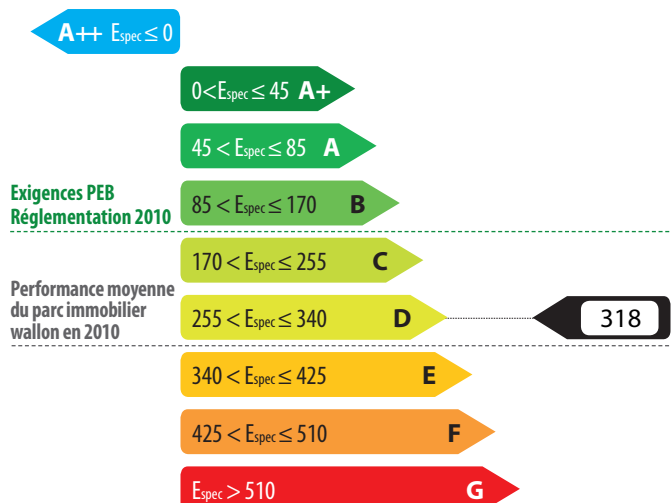 A++ Espec ≤ 0
0<Espec ≤ 45 A+
45 < Espec ≤ 85 A
Exigences PEB
Réglementation 2010
85 < Espec ≤ 170 B
170 < Espec ≤ 255 C
Performance moyenne
du parc immobilier
wallon en 2010
255 < Espec ≤ 340 D
318
340 < Espec ≤ 425 E
425 < Espec ≤ 510 F
Espec > 510 G